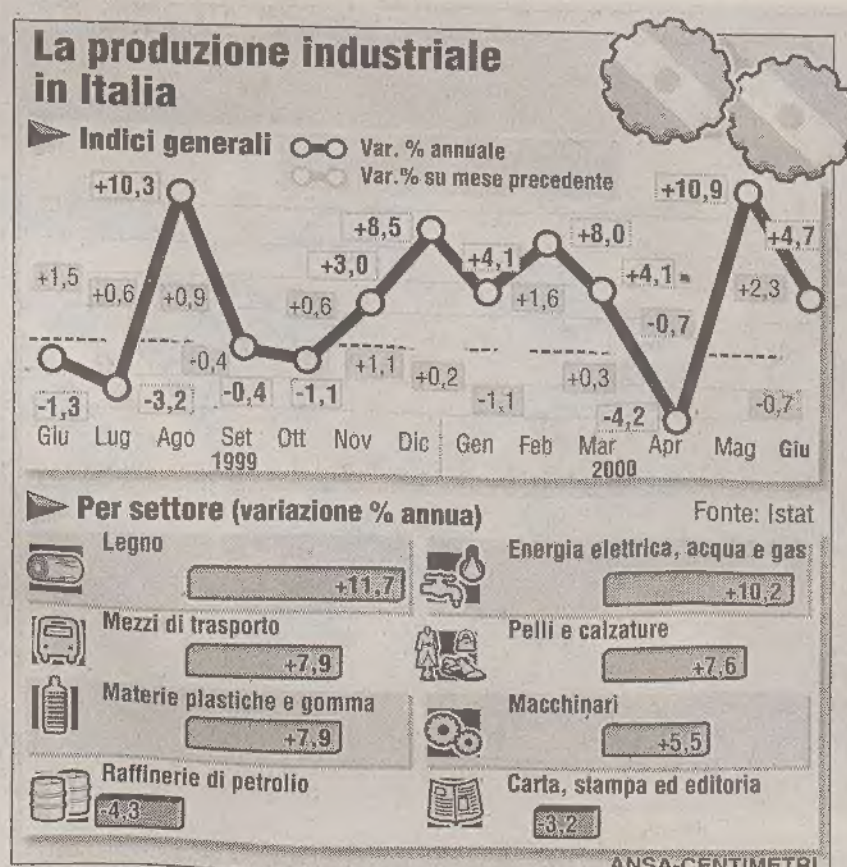 La produzione industriale
in Italia
Indici generali
Var. % annuale
Var.% su mese precedente
+10,3 +10,9
+8,5 +8,0 +4,7
+3,0 +4,1 +4,1
+1,5 +0,6 +0,9 +0,6 +1,6 -0,7 +2,3
-0,4 +1,1 +0,2 -1,1 +0,3 -0,7
-1,3 -3,2 -0,4 -1,1 -4,2
Giu Lug Ago Set Ott Nov Dic Gen Feb Mar Apr Mag Giu
1999 2000
Per settore (variazione % annua) Fonte: Istat
Legno
+11,7
Energia elettrica, acqua e gas
+10,2
Mezzi di trasporto
+7,9
Pelli e calzature
+7,6
Materie plastiche e gomma
+7,9
Macchinari
+5,5
Raffinerie di petrolio
-4,3
Carta, stampa ed editoria
-3,2
ANSA-CENTIMETRI